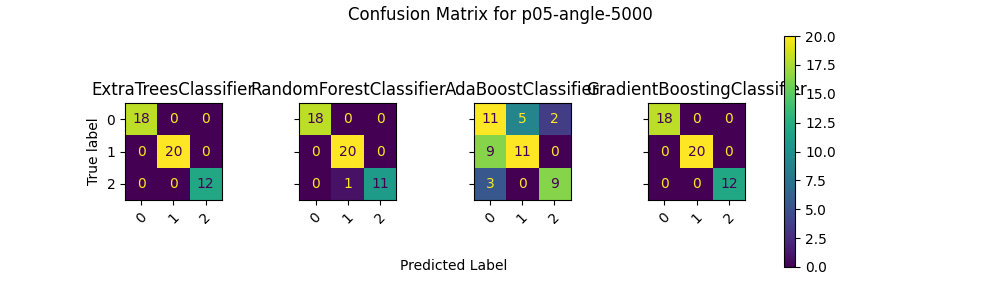 Confusion Matrix for p05-angle-5000
ExtraTreesClassifier RandomForestClassifier AdaBoostClassifier GradientBoostingClassifier
True label
0 18 0 0
1 0 20 0
2 0 0 12
0 1 2
18 0 0
0 20 0
0 1 11
0 1 2
11 5 2
9 11 0
3 0 9
0 1 2
18 0 0
0 20 0
0 0 12
0 1 2
Predicted Label
20.0
17.5
15.0
12.5
10.0
7.5
5.0
2.5
0.0